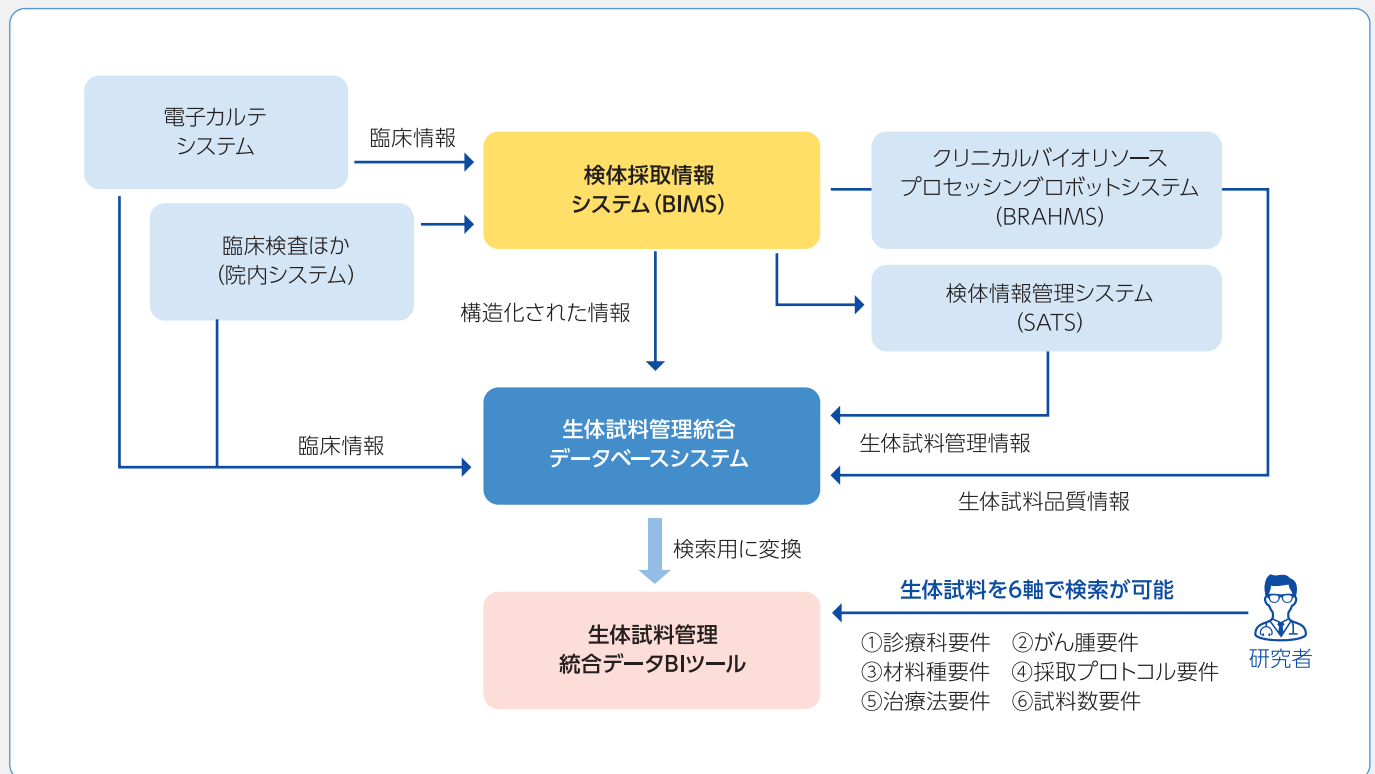 電子カルテ
システム
臨床情報
臨床検査ほか
（院内システム）
検体採取情報
システム（BIMS）
クリニカルバイオリソース
プロセッシングロボットシステム
(BRAHMS)
検体情報管理システム
(SATS)
構造化された情報
臨床情報
生体試料管理統合
データベースシステム
生体試料管理情報
生体試料品質情報
検索用に変換
生体試料管理
統合データBIツール
生体試料を6軸で検索が可能
①診療科要件 ②がん腫要件
③材料種要件 ④採取プロトコル要件
⑤治療法要件 ⑥試料数要件
研究者